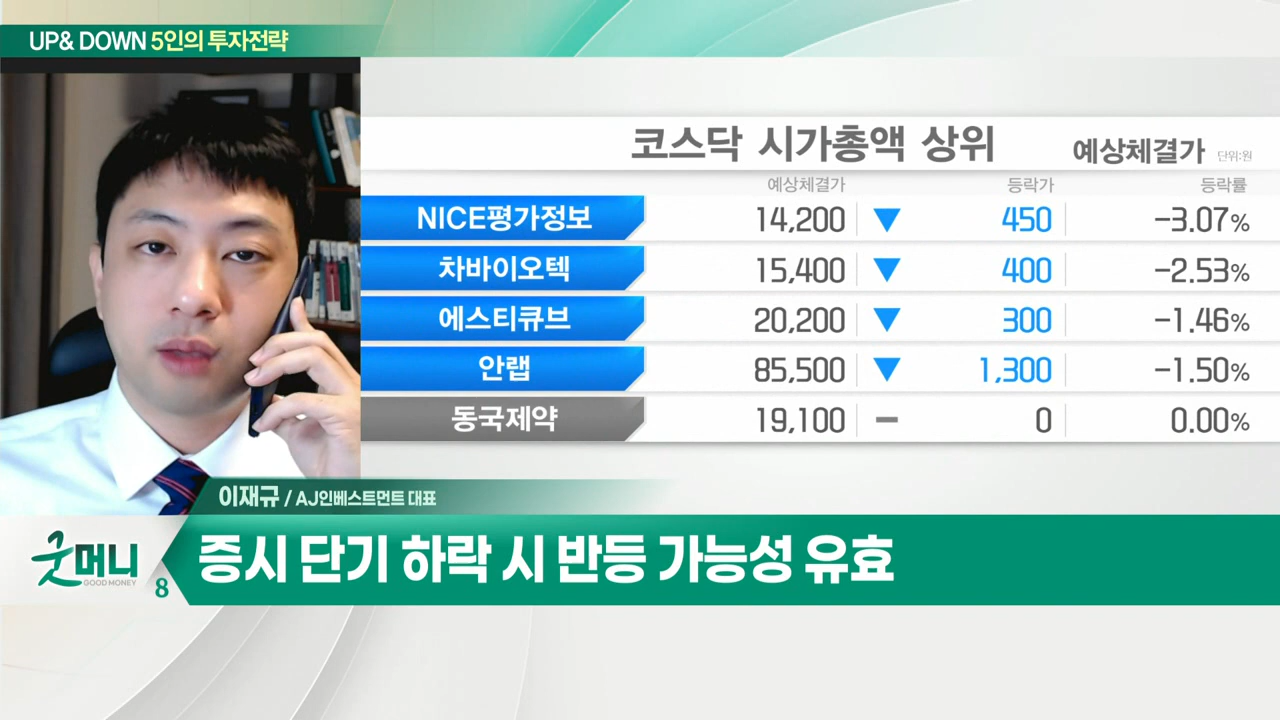 UP& DOWN 5인의 투자전략
코스닥 시가총액 상위 예상체결가 단위:원
예상체결가 등락가 등락률
NICE평가정보 14,200 ▼ 450 -3.07%
차바이오텍 15,400 ▼ 400 -2.53%
에스티큐브 20,200 ▼ 300 -1.46%
안랩 85,500 ▼ 1,300 -1.50%
동국제약 19,100 - 0 0.00%
이재규 / AJ인베스트먼트 대표
굿머니
GOOD MONEY
8
증시 단기 하락 시 반등 가능성 유효